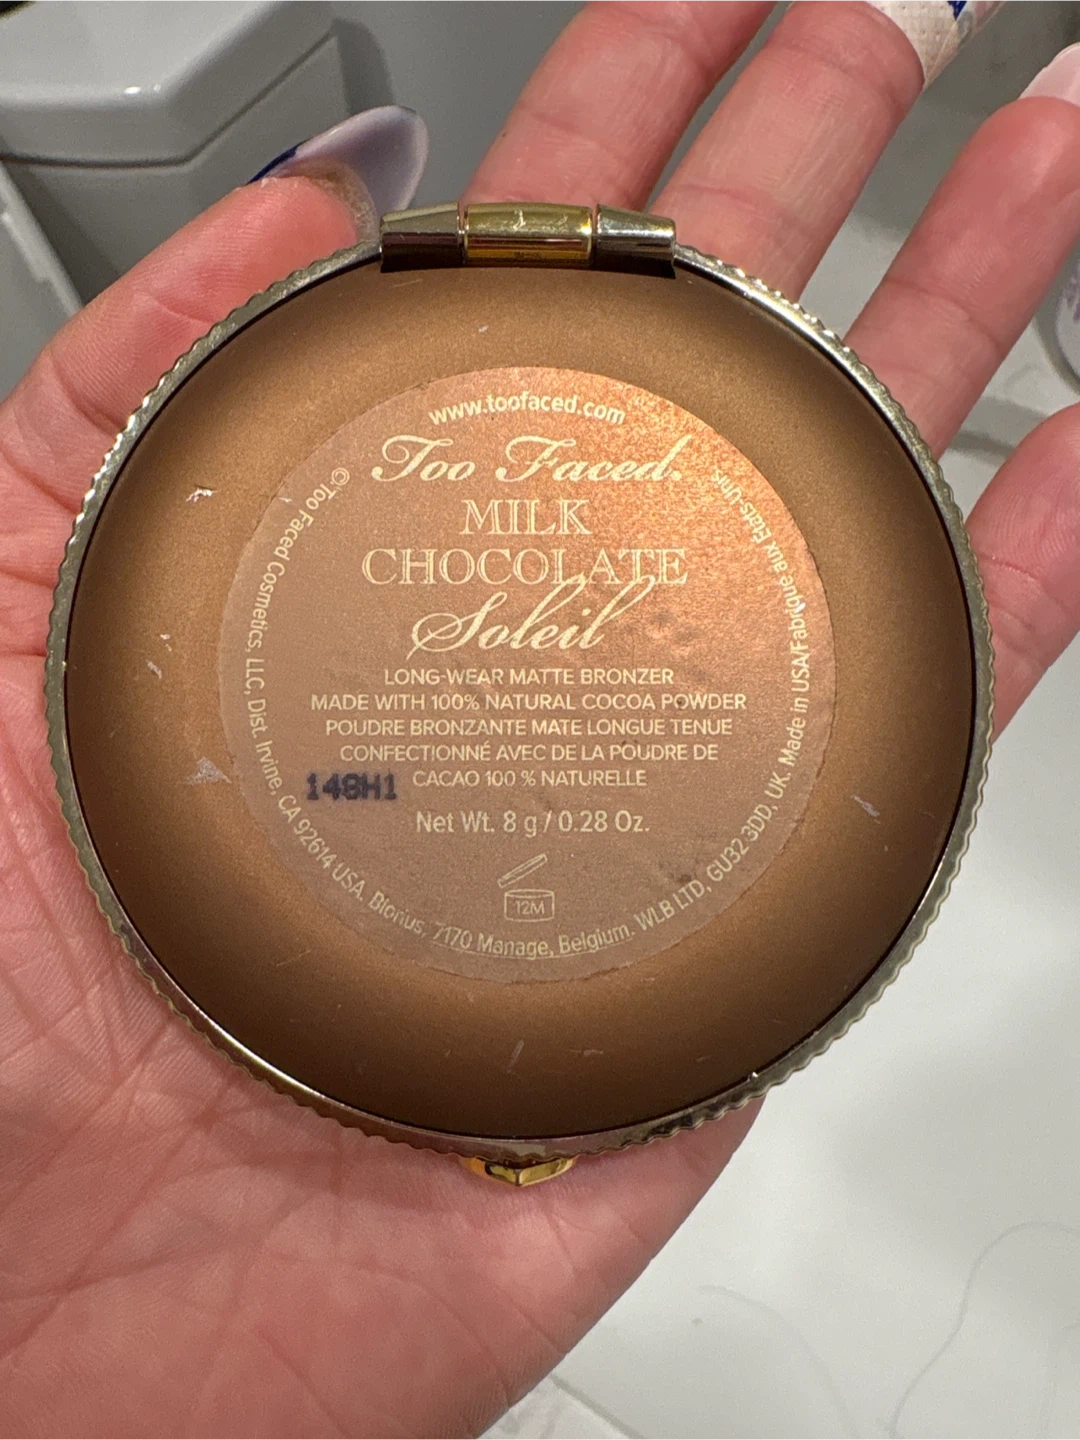 www.toofaced.com
Too Faced.
MILK
CHOCOLATE
Soleil
LONG-WEAR MATTE BRONZER
MADE WITH 100% NATURAL COCOA POWDER
POUDRE BRONZANTE MATE LONGUE TENUE
CONFECTIONNÉ AVEC DE LA POUDRE DE
CACAO 100 % NATURELLE
148H1
Net Wt. 8 g / 0.28 Oz.
12M
© Too Faced Cosmetics, LLC, Dist. Irvine, CA 92614 USA. Biorius, 7170 Manage, Belgium. WLB LTD, GU32 3DD, UK. Made in USA/Fabriqué aux États-Unis.